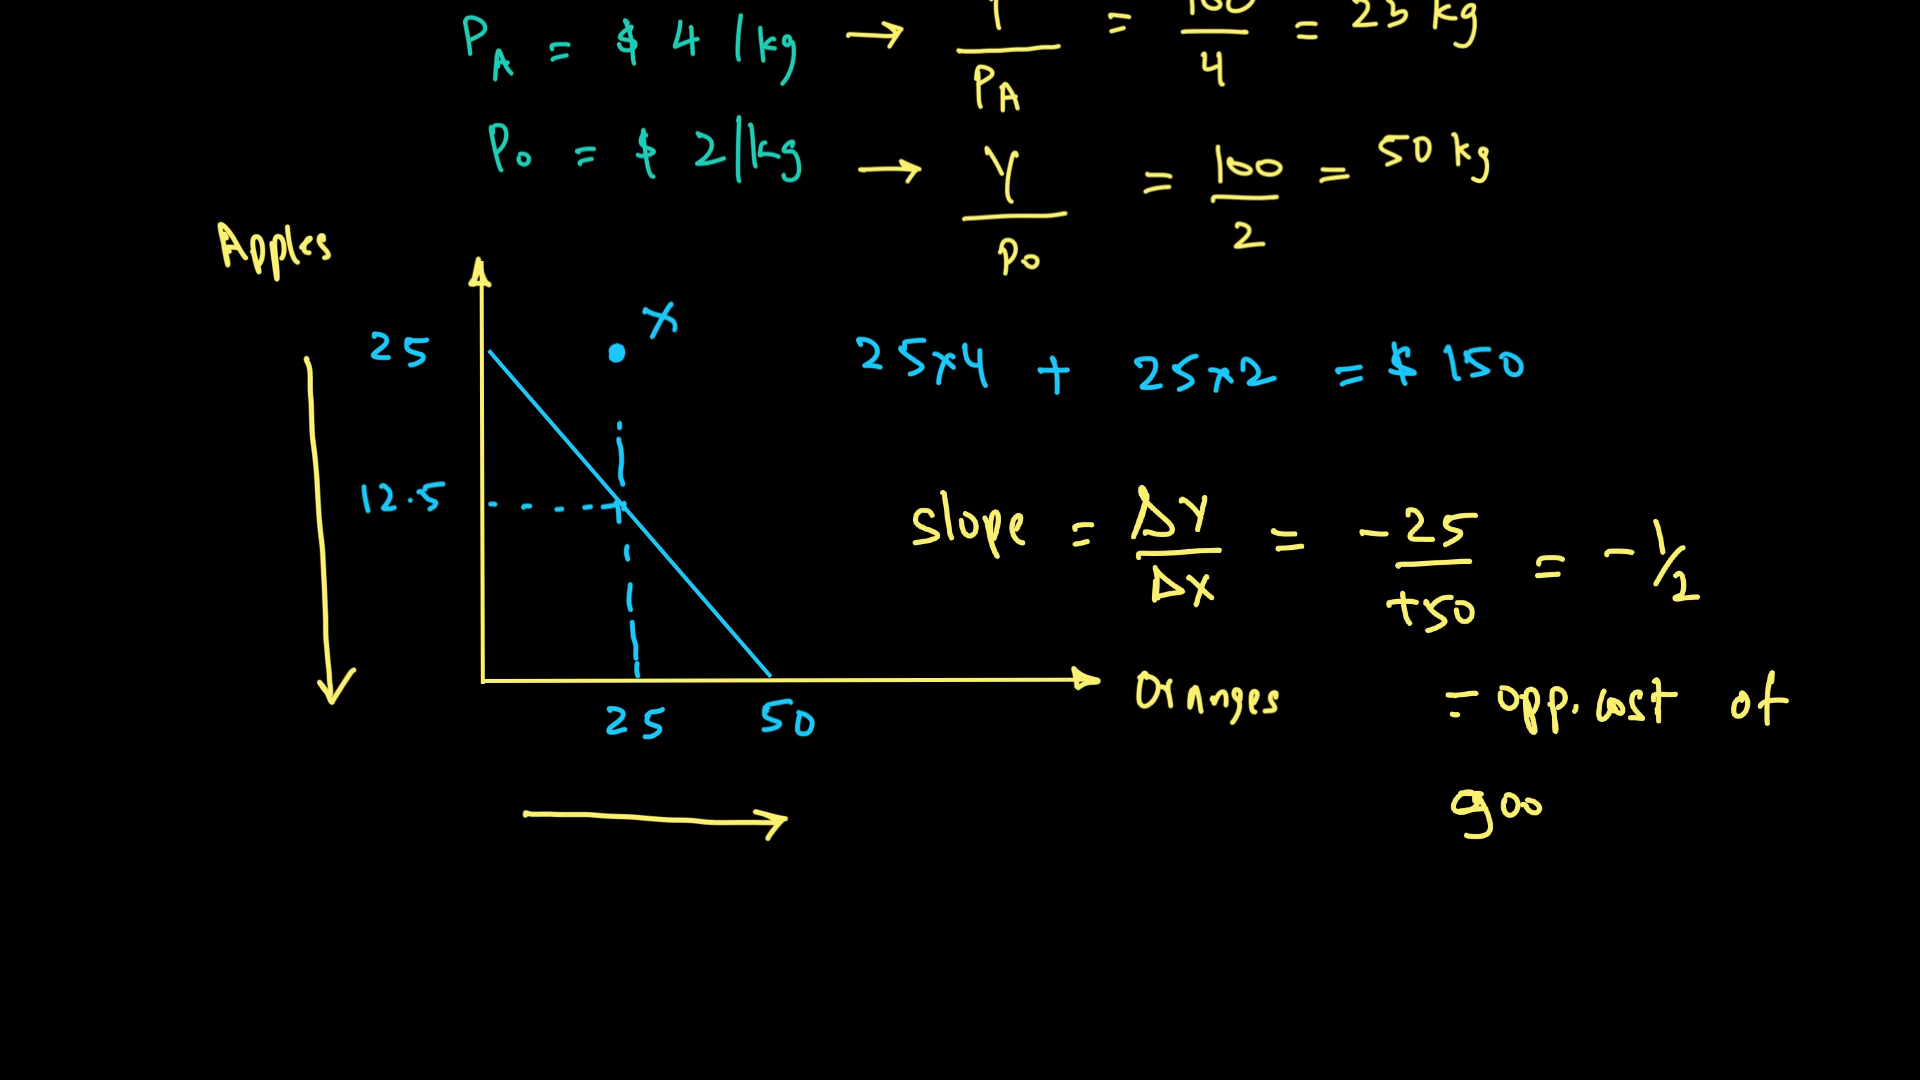 PA = $ 4 / kg → Y / PA = 100 / 4 = 25 kg
Po = $ 2 | kg → Y / Po = 100 / 2 = 50 kg
Apples
X
25
25x4 + 25x2 = $ 150
12.5
slope = ΔY / ΔX = -25 / +50 = -1/2
Oranges
= opp. cost of
25 50
goo